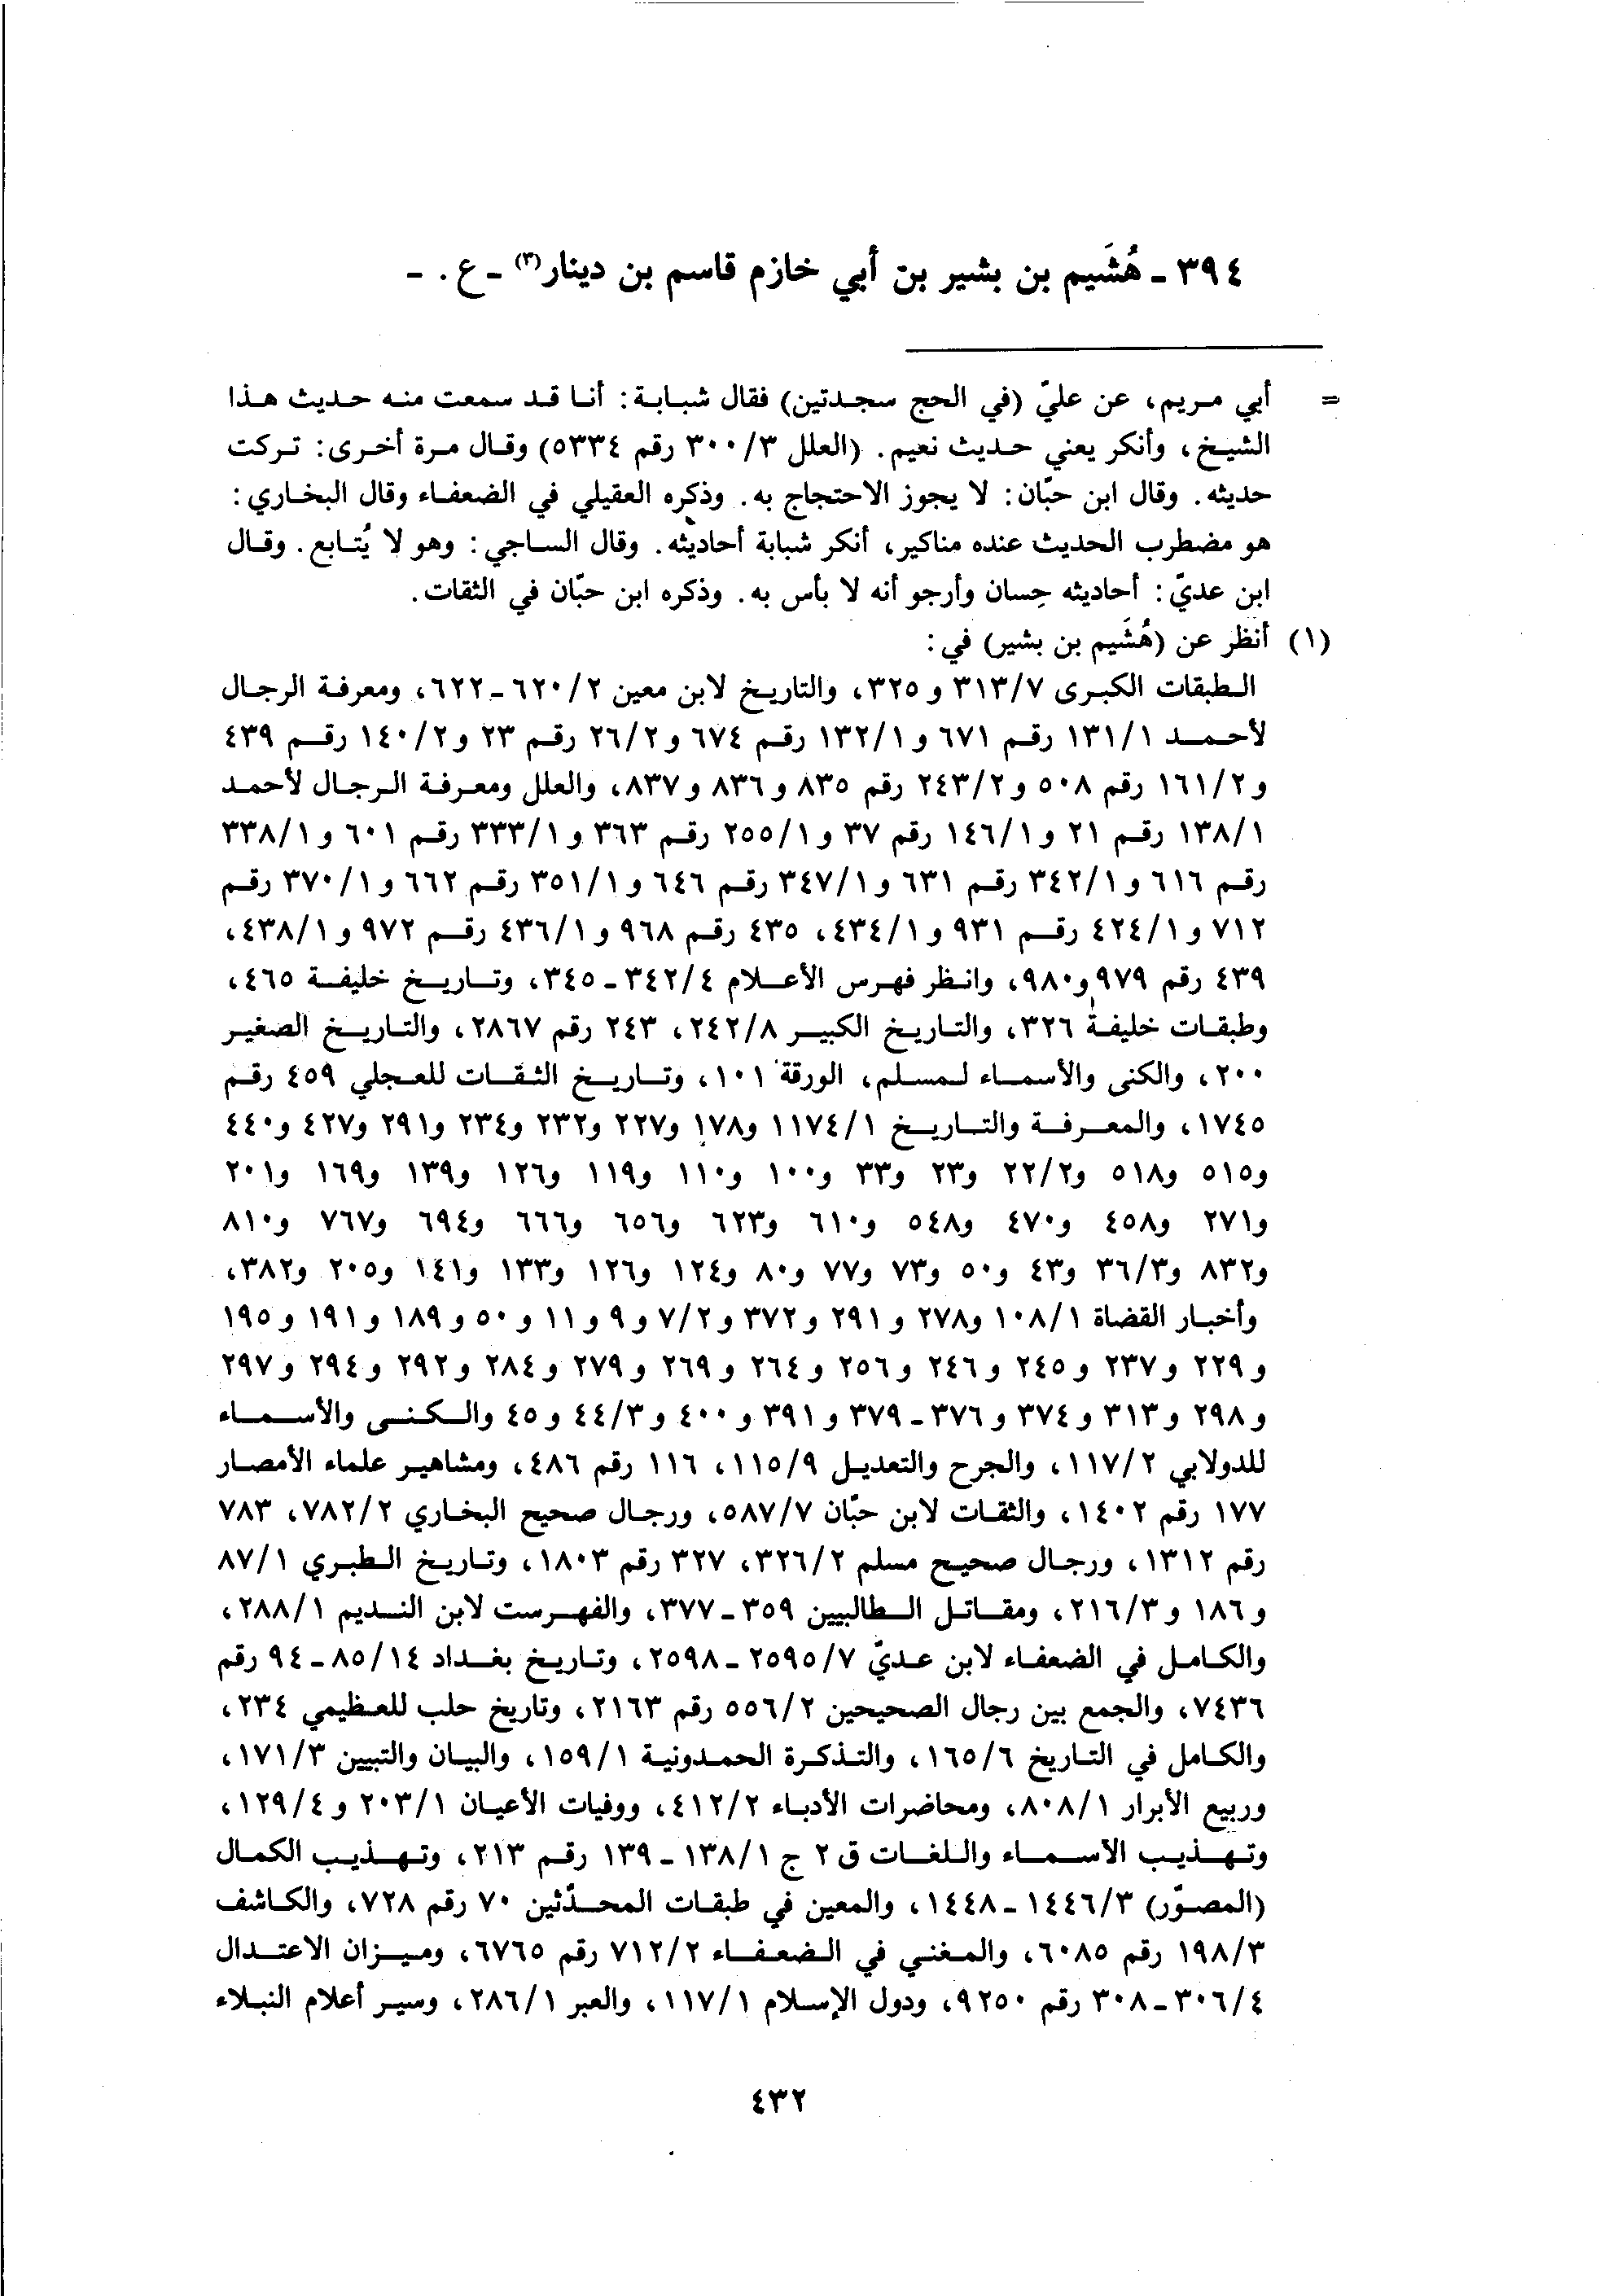 ٣٩٤ - هُشَيم بن بشير بن أبي خازم قاسم بن دينار(٣) - ع . -
= أبي مريم، عن عليّ (في الحج سجدتين) فقال شبابة: أنا قد سمعت منه حديث هذا
الشيخ، وأنكر يعني حديث نعيم. (العلل ٣٠٠/٣ رقم ٥٣٣٤) وقال مرة أخرى: تركت
حديثه. وقال ابن حبّان: لا يجوز الاحتجاج به. وذكره العقيلي في الضعفاء وقال البخاري:
هو مضطرب الحديث عنده مناكير، أنكر شبابة أحاديثه. وقال الساجي: وهو لا يُتابع. وقال
ابن عديّ: أحاديثه حِسان وأرجو أنه لا بأس به. وذكره ابن حبّان في الثقات.
(١) أنظر عن (هُشَيم بن بشير) في:
الطبقات الكبرى ٣١٣/٧ و ٣٢٥، والتاريخ لابن معين ٦٢٠/٢ - ٦٢٢، ومعرفة الرجال
لأحمد ١٣١/١ رقم ٦٧١ و ١٣٢/١ رقم ٦٧٤ و ٢٦/٢ رقم ٢٣ و ١٤٠/٢ رقم ٤٣٩
و ١٦١/٢ رقم ٥٠٨ و ٢٤٣/٢ رقم ٨٣٥ و ٨٣٦ و ٨٣٧، والعلل ومعرفة الرجال لأحمد
١٣٨/١ رقم ٢١ و ١٤٦/١ رقم ٣٧ و ٢٥٥/١ رقم ٣٦٣ و ٣٣٣/١ رقم ٦٠١ و ٣٣٨/١
رقم ٦١٦ و ٣٤٢/١ رقم ٦٣١ و ٣٤٧/١ رقم ٦٤٦ و ٣٥١/١ رقم ٦٦٢ و ٣٧٠/١ رقم
٧١٢ و ٤٢٤/١ رقم ٩٣١ و ٤٣٤/١، ٤٣٥ رقم ٩٦٨ و ٤٣٦/١ رقم ٩٧٢ و ٤٣٨/١،
٤٣٩ رقم ٩٧٩ و٩٨٠، وانظر فهرس الأعلام ٣٤٢/٤ - ٣٤٥، وتاريخ خليفة ٤٦٥،
وطبقات خليفة ٣٢٦، والتاريخ الكبير ٢٤٢/٨، ٢٤٣ رقم ٢٨٦٧، والتاريخ الصغير
٢٠٠، والكنى والأسماء لمسلم، الورقة ١٠١، وتاريخ الثقات للعجلي ٤٥٩ رقم
١٧٤٥، والمعرفة والتاريخ ١١٧٤/١ و١٧٨ و٢٢٧ و٢٣٢ و٢٣٤ و٢٩١ و٤٢٧ و٤٤٠
و٥١٥ و٥١٨ و٢٢/٢ و٢٣ و٣٣ و١٠٠ و١١٠ و١١٩ و١٢٦ و١٣٩ و١٦٩ و٢٠١
و٢٧١ و٤٥٨ و٤٧٠ و٥٤٨ و٦١٠ و٦٢٣ و٦٥٦ و٦٦٦ و٦٩٤ و٧٦٧ و٨١٠
و٨٣٢ و٣٦/٣ و٤٣ و٥٠ و٧٣ و٧٧ و٨٠ و١٢٤ و١٢٦ و١٣٣ و١٤١ و٢٠٥ و٣٨٢،
وأخبار القضاة ١٠٨/١ و٢٧٨ و ٢٩١ و ٣٧٢ و ٧/٢ و ٩ و ١١ و ٥٠ و ١٨٩ و ١٩١ و ١٩٥
و ٢٢٩ و ٢٣٧ و ٢٤٥ و ٢٤٦ و ٢٥٦ و ٢٦٤ و ٢٦٩ و ٢٧٩ و ٢٨٤ و ٢٩٢ و ٢٩٤ و ٢٩٧
و ٢٩٨ و ٣١٣ و ٣٧٤ و ٣٧٦ - ٣٧٩ و ٣٩١ و ٤٠٠ و ٤٤/٣ و ٤٥ والكنى والأسماء
للدولابي ١١٧/٢، والجرح والتعديل ١١٥/٩، ١١٦ رقم ٤٨٦، ومشاهير علماء الأمصار
١٧٧ رقم ١٤٠٢، والثقات لابن حبّان ٥٨٧/٧، ورجال صحيح البخاري ٧٨٢/٢، ٧٨٣
رقم ١٣١٢، ورجال صحيح مسلم ٣٢٦/٢، ٣٢٧ رقم ١٨٠٣، وتاريخ الطبري ٨٧/١
و ١٨٦ و ٢١٦/٣، ومقاتل الطالبيين ٣٥٩ - ٣٧٧، والفهرست لابن النديم ٢٨٨/١،
والكامل في الضعفاء لابن عديّ ٢٥٩٥/٧ - ٢٥٩٨، وتاريخ بغداد ٨٥/١٤ - ٩٤ رقم
٧٤٣٦، والجمع بين رجال الصحيحين ٥٥٦/٢ رقم ٢١٦٣، وتاريخ حلب للعظيمي ٢٣٤،
والكامل في التاريخ ١٦٥/٦، والتذكرة الحمدونية ١٥٩/١، والبيان والتبيين ١٧١/٣،
وربيع الأبرار ٨٠٨/١، ومحاضرات الأدباء ٤١٢/٢، ووفيات الأعيان ٢٠٣/١ و ١٢٩/٤،
وتهذيب الأسماء واللغات ق ٢ ج ١٣٨/١ - ١٣٩ رقم ٢١٣، وتهذيب الكمال
(المصوّر) ١٤٤٦/٣ - ١٤٤٨، والمعين في طبقات المحدّثين ٧٠ رقم ٧٢٨، والكاشف
١٩٨/٣ رقم ٦٠٨٥، والمغني في الضعفاء ٧١٢/٢ رقم ٦٧٦٥، وميزان الاعتدال
٣٠٦/٤ - ٣٠٨ رقم ٩٢٥٠، ودول الإسلام ١١٧/١، والعبر ٢٨٦/١، وسير أعلام النبلاء
٤٣٢